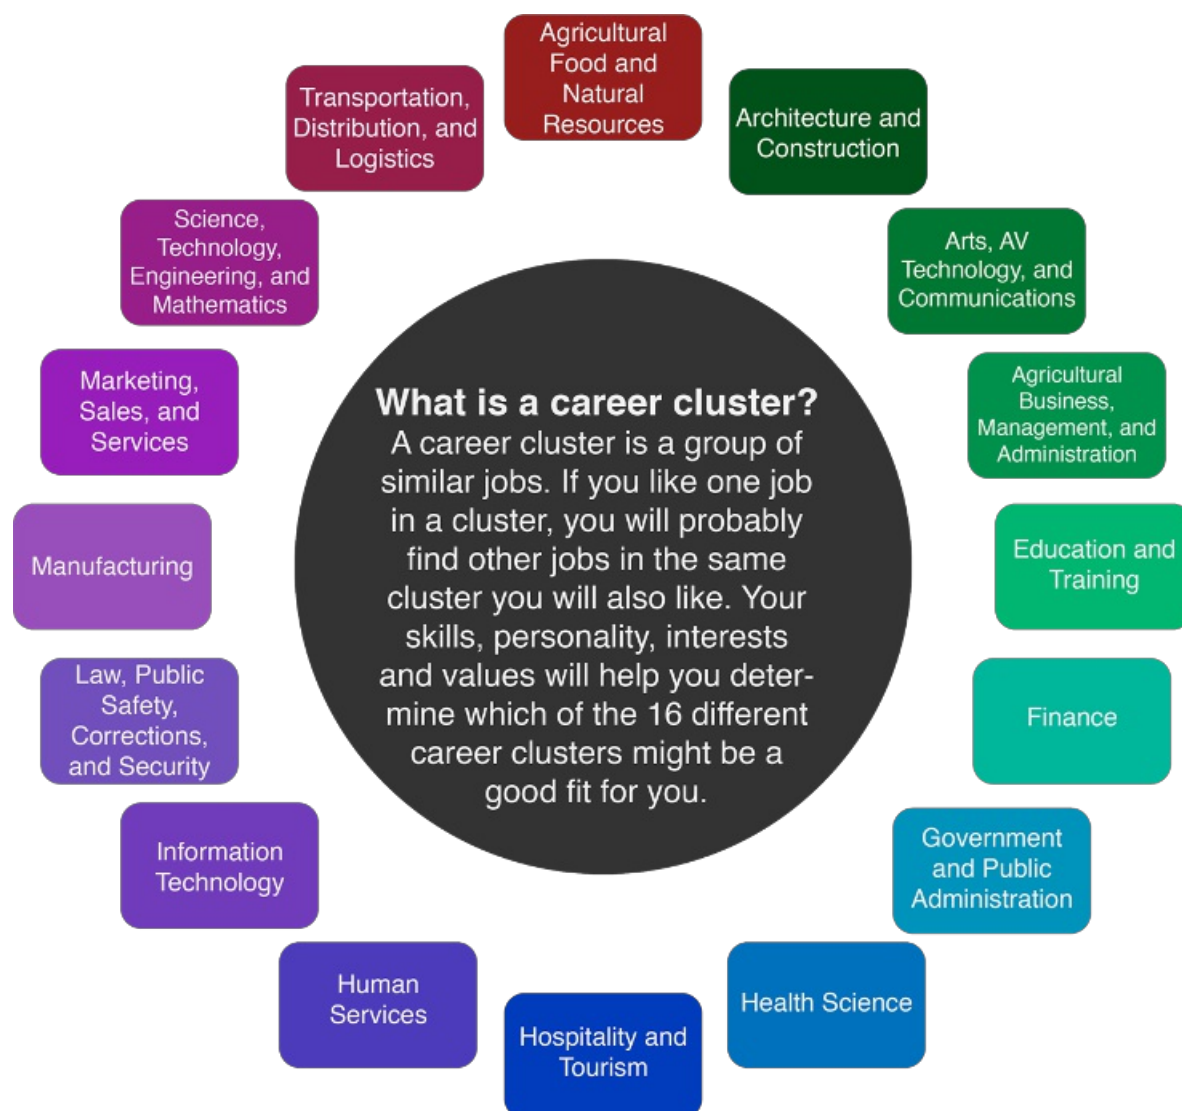 Agricultural
Food and
Natural
Resources
Architecture and
Construction
Arts, AV
Technology, and
Communications
Agricultural
Business,
Management, and
Administration
Education and
Training
Finance
Government
and Public
Administration
Health Science
Hospitality and
Tourism
Human
Services
Information
Technology
Law, Public
Safety,
Corrections,
and Security
Manufacturing
Marketing,
Sales, and
Services
Science,
Technology,
Engineering, and
Mathematics
Transportation,
Distribution, and
Logistics
What is a career cluster?
A career cluster is a group of
similar jobs. If you like one job
in a cluster, you will probably
find other jobs in the same
cluster you will also like. Your
skills, personality, interests
and values will help you deter-
mine which of the 16 different
career clusters might be a
good fit for you.